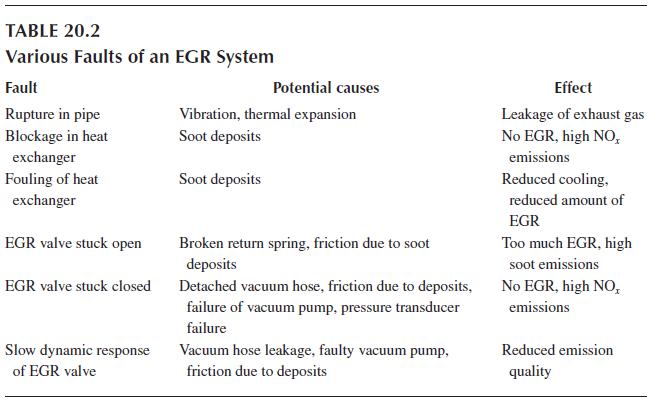 TABLE 20.2
Various Faults of an EGR System
Fault Potential causes Effect
Rupture in pipe Vibration, thermal expansion Leakage of exhaust gas
Blockage in heat Soot deposits No EGR, high NOx
exchanger emissions
Fouling of heat Soot deposits Reduced cooling,
exchanger reduced amount of
EGR
EGR valve stuck open Broken return spring, friction due to soot Too much EGR, high
deposits soot emissions
EGR valve stuck closed Detached vacuum hose, friction due to deposits, No EGR, high NOx
failure of vacuum pump, pressure transducer emissions
failure
Slow dynamic response Vacuum hose leakage, faulty vacuum pump, Reduced emission
of EGR valve friction due to deposits quality